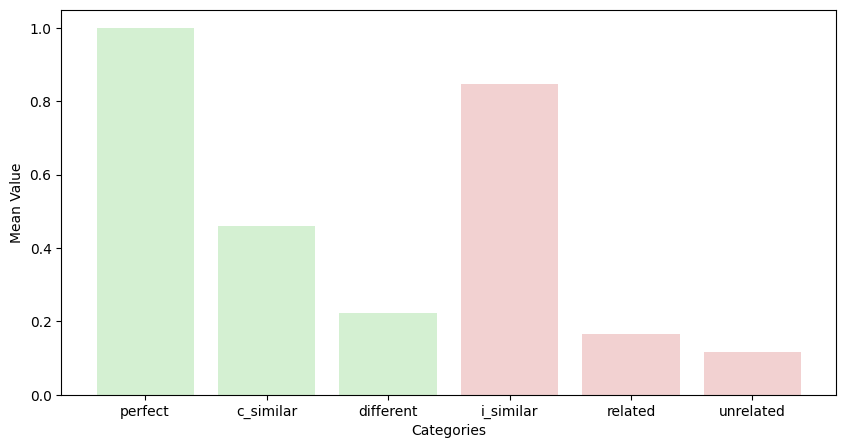 1.0
0.8
0.6
0.4
0.2
0.0
Mean Value
perfect c_similar different i_similar related unrelated
Categories